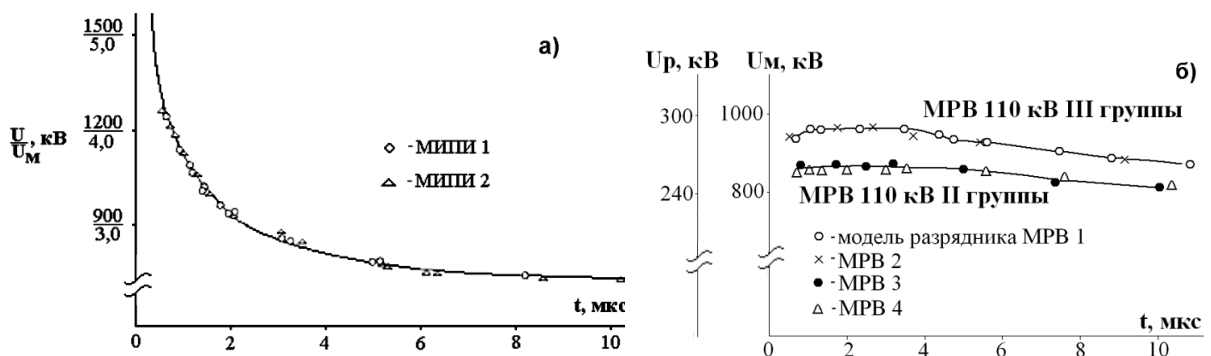 1500
5,0
а)
1200
4,0
U
Uм
, кВ
900
3,0
-МИПИ 1
-МИПИ 2
t, мкс
0
2
4
6
8
10
Uр, кВ
Uм, кВ
б)
300
1000
МРВ 110 кВ III группы
240
800
МРВ 110 кВ II группы
-модель разрядника МРВ 1
-МРВ 2
-МРВ 3
-МРВ 4
t, мкс
0
2
4
6
8
10